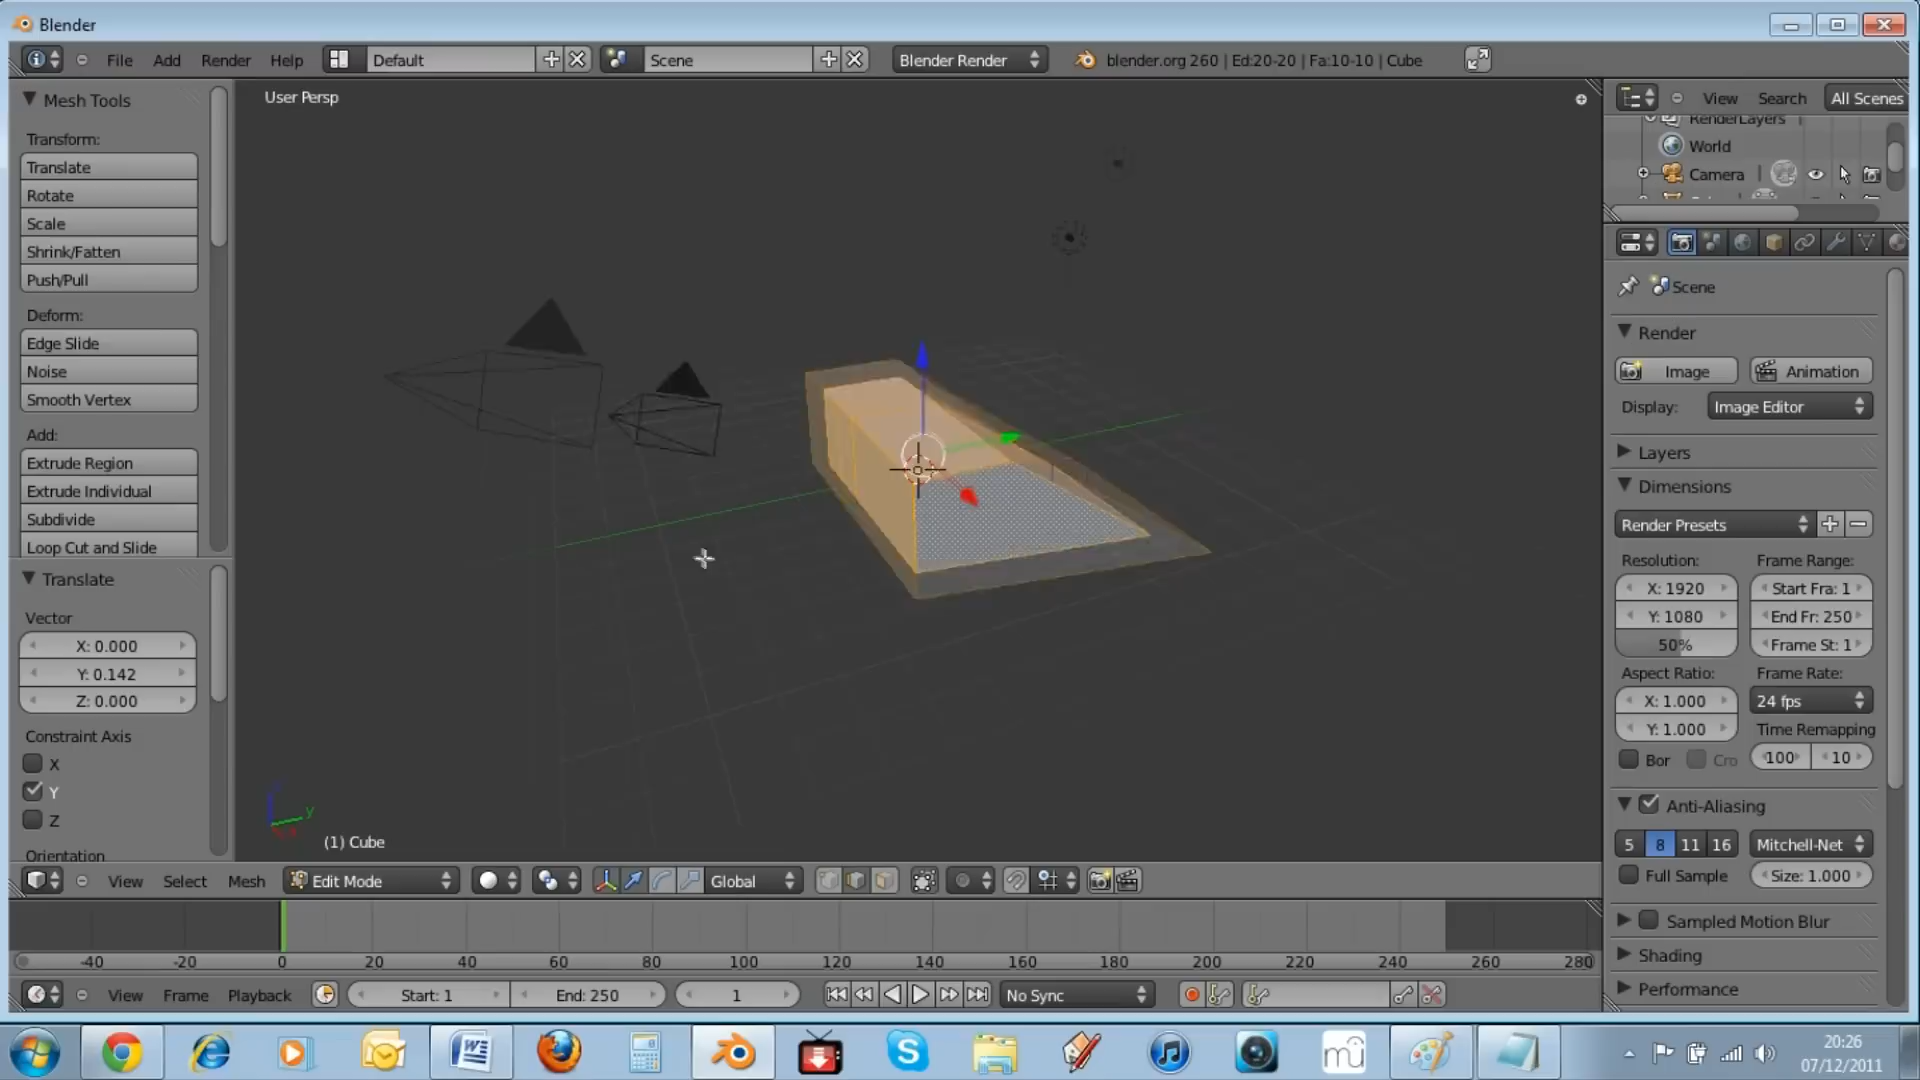 Blender
File Add Render Help Default Scene Blender Render blender.org 260 | Ed:20-20 | Fa:10-10 | Cube
Mesh Tools
Transform:
Translate
Rotate
Scale
Shrink/Fatten
Push/Pull
Deform:
Edge Slide
Noise
Smooth Vertex
Add:
Extrude Region
Extrude Individual
Subdivide
Loop Cut and Slide
Translate
Vector
X: 0.000
Y: 0.142
Z: 0.000
Constraint Axis
X
Y
Z
Orientation
User Persp
y
(1) Cube
View Select Mesh Edit Mode Global
-40 -20 0 20 40 60 80 100 120 140 160 180 200 220 240 260 280
View Frame Playback Start: 1 End: 250 1 No Sync
View Search All Scenes
RenderLayers
World
Camera
Scene
Render
Image Animation
Display: Image Editor
Layers
Dimensions
Render Presets
Resolution: Frame Range:
X: 1920 Start Fra: 1
Y: 1080 End Fr: 250
50% Frame St: 1
Aspect Ratio: Frame Rate:
X: 1.000 24 fps
Y: 1.000 Time Remapping
Bor Cro 100 10
Anti-Aliasing
5 8 11 16 Mitchell-Net
Full Sample Size: 1.000
Sampled Motion Blur
Shading
Performance
20:26
07/12/2011